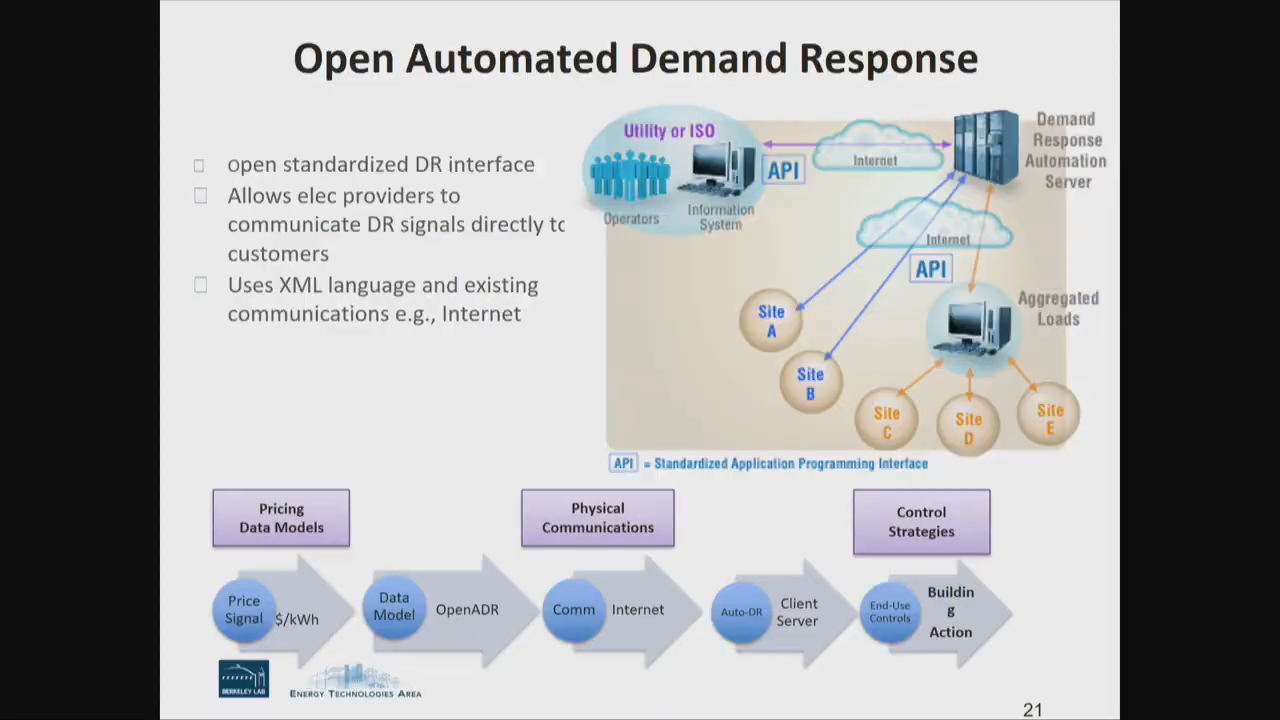 Open Automated Demand Response
open standardized DR interface
Allows elec providers to
communicate DR signals directly to
customers
Uses XML language and existing
communications e.g., Internet
Utility or ISO
Operators
Information
System
API
Internet
Demand
Response
Automation
Server
Internet
API
Site
A
Site
B
Aggregated
Loads
Site
C
Site
D
Site
E
API = Standardized Application Programming Interface
Pricing
Data Models
Physical
Communications
Control
Strategies
Price
Signal
$/kWh
Data
Model
OpenADR
Comm
Internet
Auto-DR
Client
Server
End-Use
Controls
Buildin
g
Action
BERKELEY LAB
ENERGY TECHNOLOGIES AREA
21